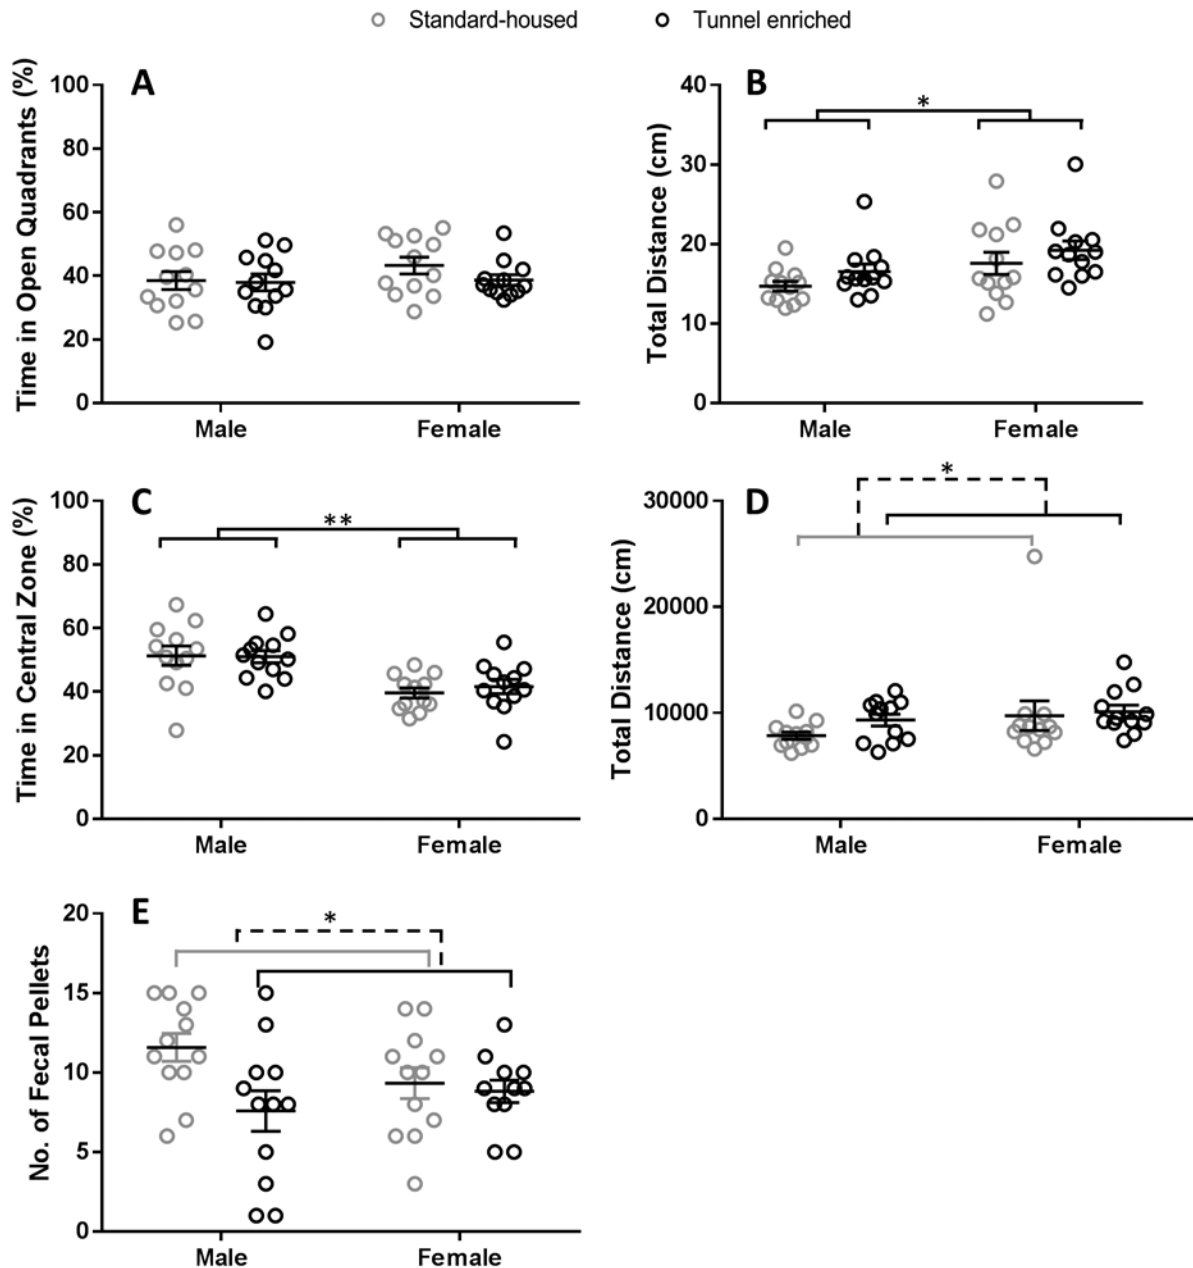 Standard-housed Tunnel enriched
A
Time in Open Quadrants (%)
100
80
60
40
20
0
Male Female
B
Total Distance (cm)
40
30
20
10
0
*
Male Female
C
Time in Central Zone (%)
100
80
60
40
20
0
**
Male Female
D
Total Distance (cm)
30000
20000
10000
0
*
Male Female
E
No. of Fecal Pellets
20
15
10
5
0
*
Male Female